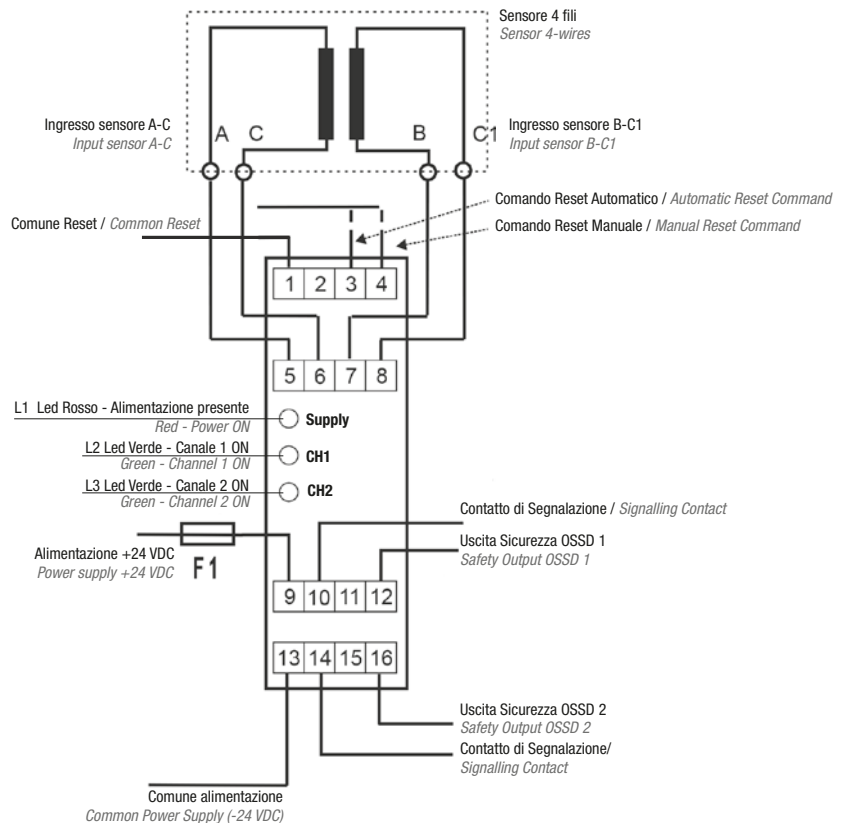 Sensore 4 fili
Sensor 4-wires
Ingresso sensore A-C
Input sensor A-C
A
C
B
C1
Ingresso sensore B-C1
Input sensor B-C1
Comando Reset Automatico / Automatic Reset Command
Comune Reset / Common Reset
Comando Reset Manuale / Manual Reset Command
1 2 3 4
5 6 7 8
L1 Led Rosso - Alimentazione presente
Red - Power ON
Supply
L2 Led Verde - Canale 1 ON
Green - Channel 1 ON
CH1
L3 Led Verde - Canale 2 ON
Green - Channel 2 ON
CH2
Contatto di Segnalazione / Signalling Contact
Uscita Sicurezza OSSD 1
Safety Output OSSD 1
Alimentazione +24 VDC
Power supply +24 VDC
F1
9 10 11 12
13 14 15 16
Uscita Sicurezza OSSD 2
Safety Output OSSD 2
Contatto di Segnalazione/
Signalling Contact
Comune alimentazione
Common Power Supply (-24 VDC)